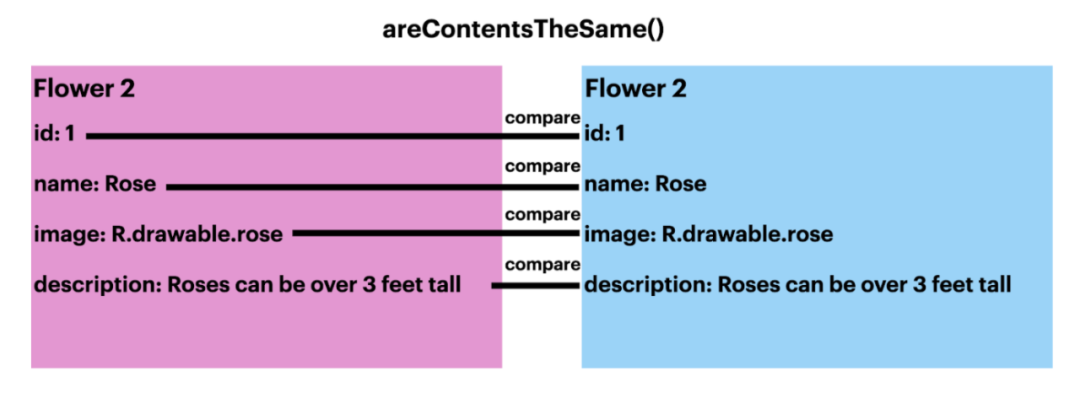 areContentsTheSame()
Flower 2
id: 1
name: Rose
image: R.drawable.rose
description: Roses can be over 3 feet tall
compare
compare
compare
compare
Flower 2
id: 1
name: Rose
image: R.drawable.rose
description: Roses can be over 3 feet tall